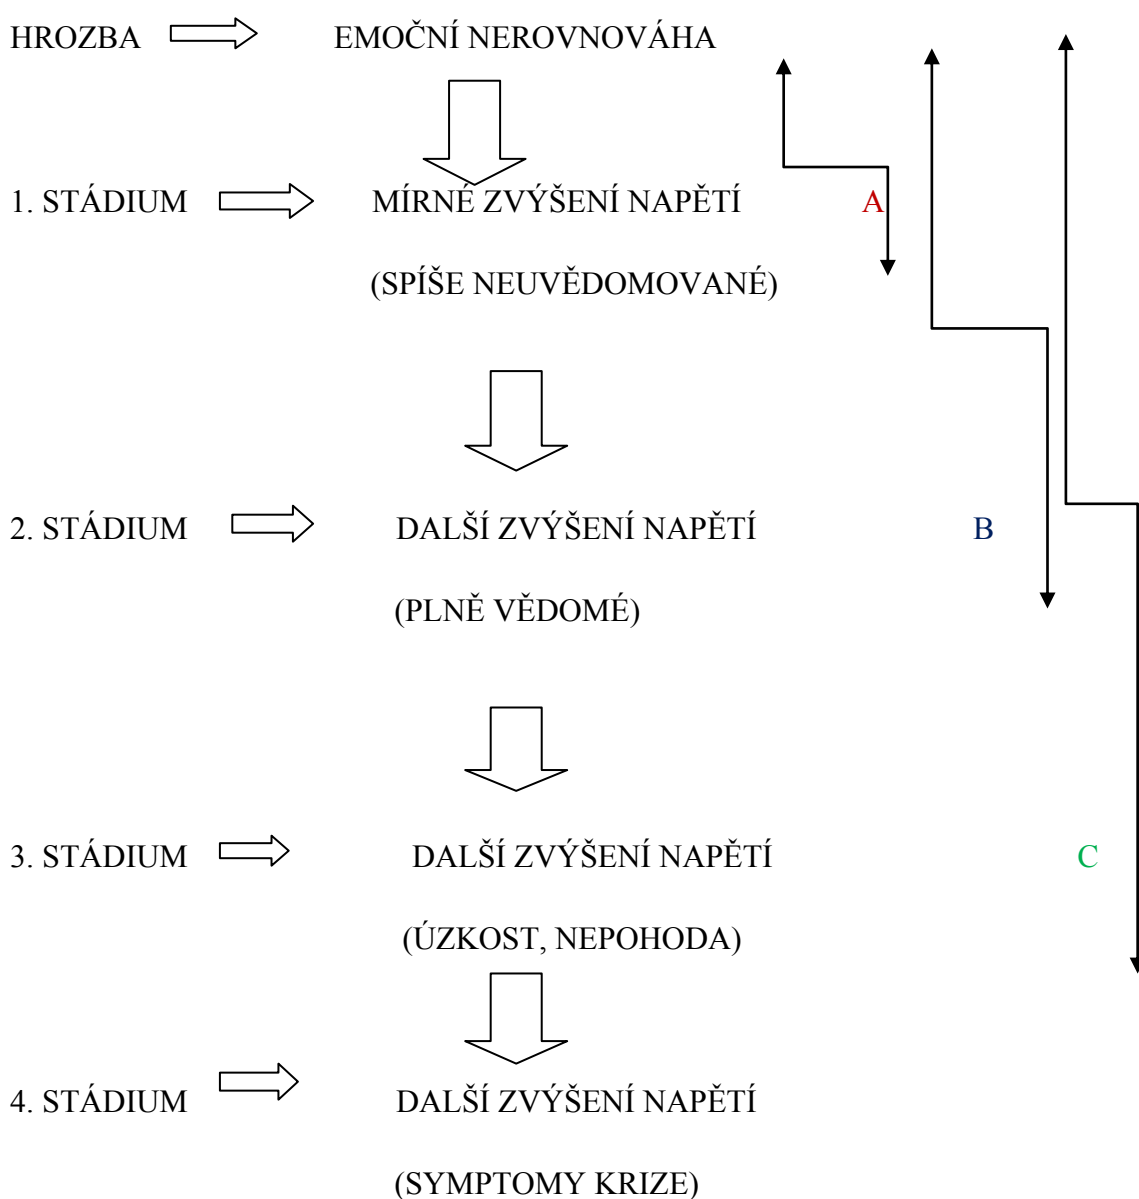 HROZBA EMOČNÍ NEROVNOVÁHA
1. STÁDIUM MÍRNÉ ZVÝŠENÍ NAPĚTÍ A
(SPÍŠE NEUVĚDOMOVANÉ)
2. STÁDIUM DALŠÍ ZVÝŠENÍ NAPĚTÍ B
(PLNĚ VĚDOMÉ)
3. STÁDIUM DALŠÍ ZVÝŠENÍ NAPĚTÍ C
(ÚZKOST, NEPOHODA)
4. STÁDIUM DALŠÍ ZVÝŠENÍ NAPĚTÍ
(SYMPTOMY KRIZE)